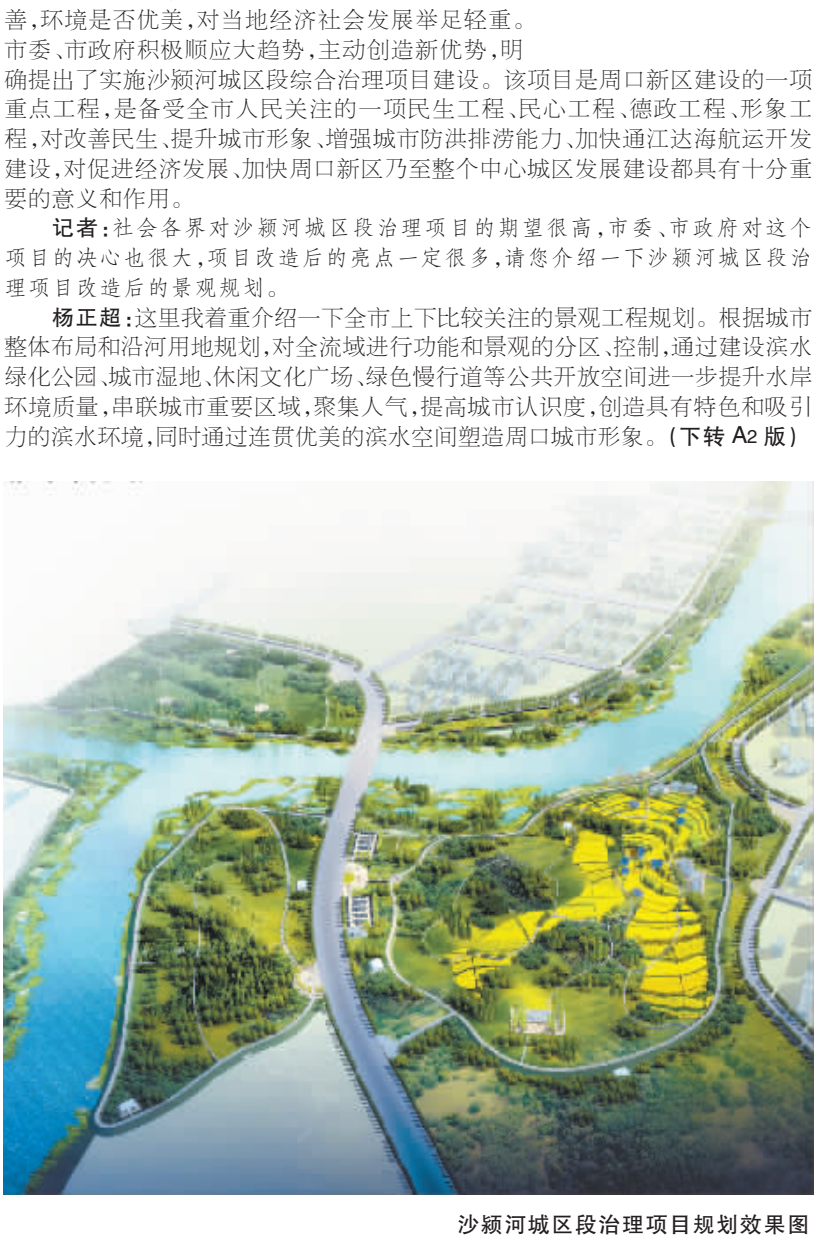 善,环境是否优美,对当地经济社会发展举足轻重。
市委、市政府积极顺应大趋势,主动创造新优势,明
确提出了实施沙颍河城区段综合治理项目建设。该项目是周口新区建设的一项
重点工程,是备受全市人民关注的一项民生工程、民心工程、德政工程、形象工
程,对改善民生、提升城市形象、增强城市防洪排涝能力、加快通江达海航运开发
建设,对促进经济发展、加快周口新区乃至整个中心城区发展建设都具有十分重
要的意义和作用。
记者:社会各界对沙颍河城区段治理项目的期望很高,市委、市政府对这个
项目的决心也很大,项目改造后的亮点一定很多,请您介绍一下沙颍河城区段治
理项目改造后的景观规划。
杨正超:这里我着重介绍一下全市上下比较关注的景观工程规划。根据城市
整体布局和沿河用地规划,对全流域进行功能和景观的分区、控制,通过建设滨水
绿化公园、城市湿地、休闲文化广场、绿色慢行道等公共开放空间进一步提升水岸
环境质量,串联城市重要区域,聚集人气,提高城市认识度,创造具有特色和吸引
力的滨水环境,同时通过连贯优美的滨水空间塑造周口城市形象。(下转 A2 版)
沙颍河城区段治理项目规划效果图